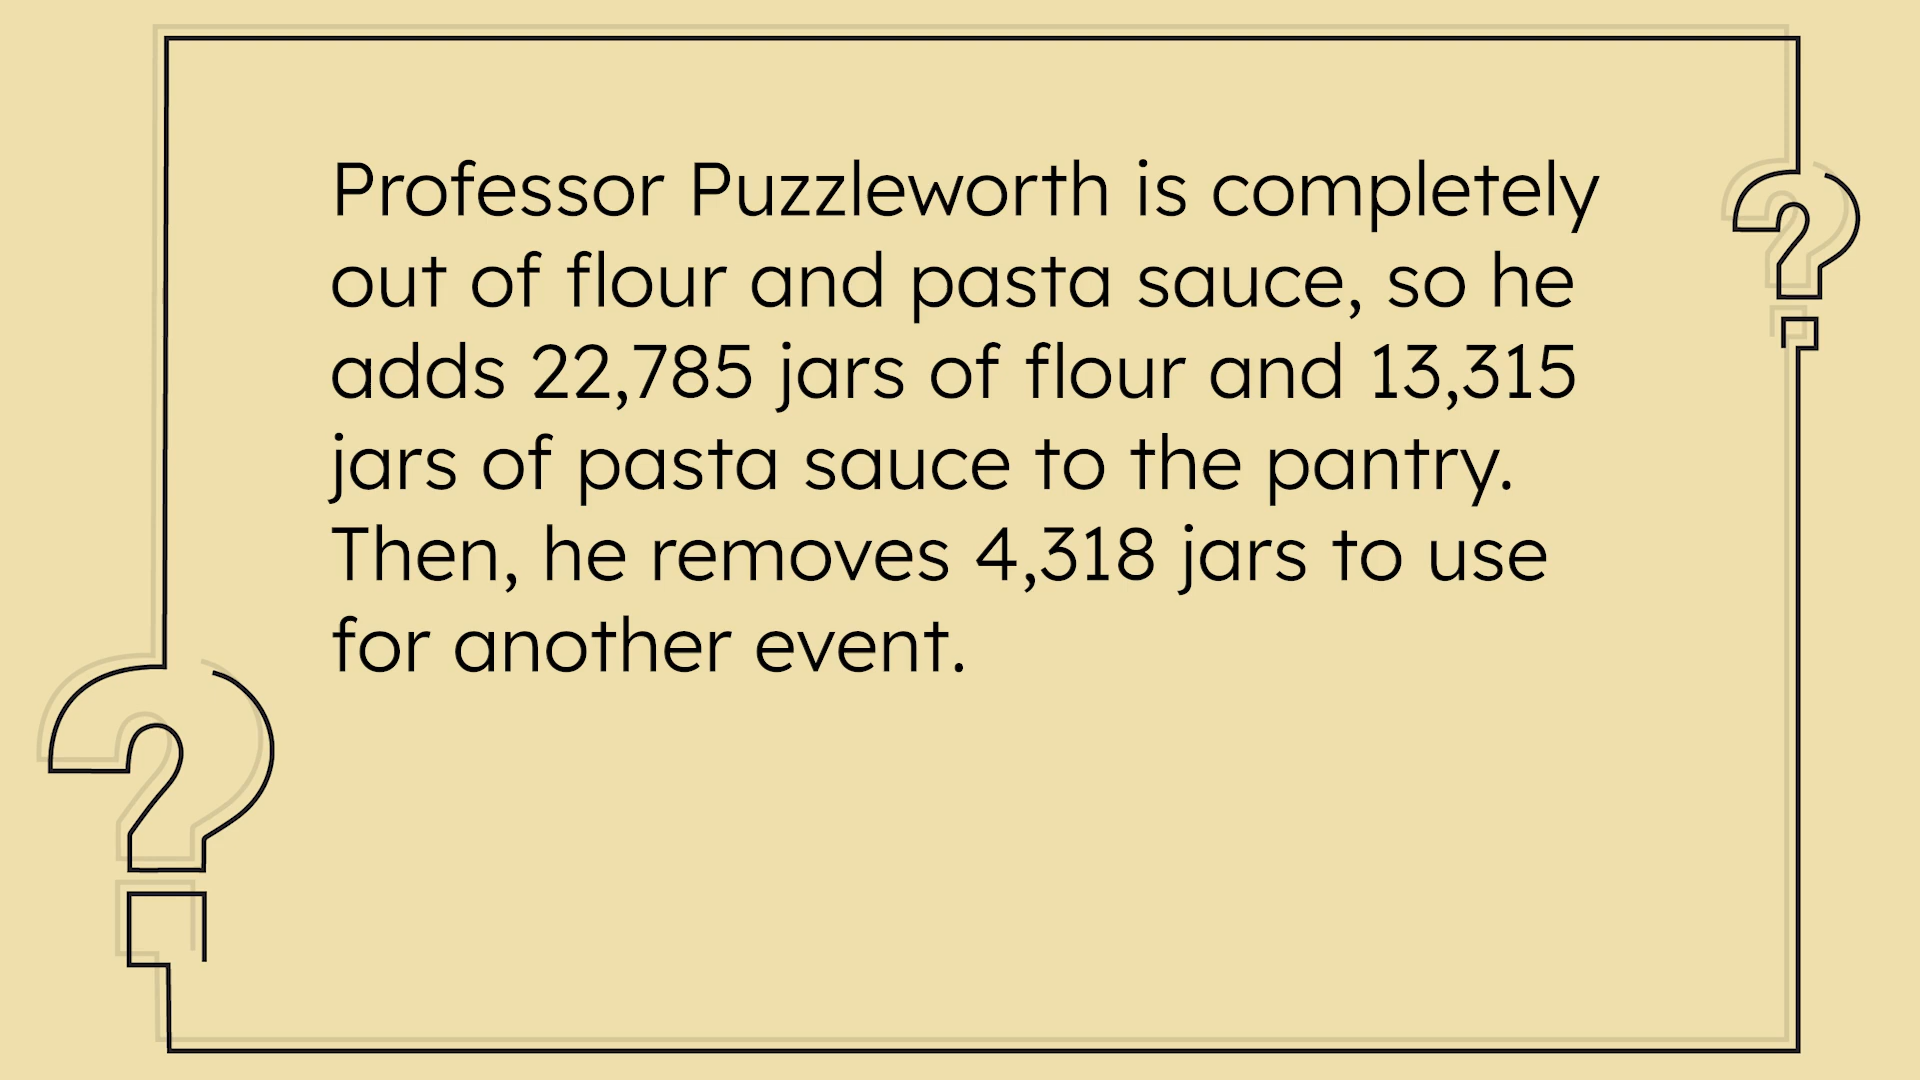 Professor Puzzleworth is completely
out of flour and pasta sauce, so he
adds 22,785 jars of flour and 13,315
jars of pasta sauce to the pantry.
Then, he removes 4,318 jars to use
for another event.